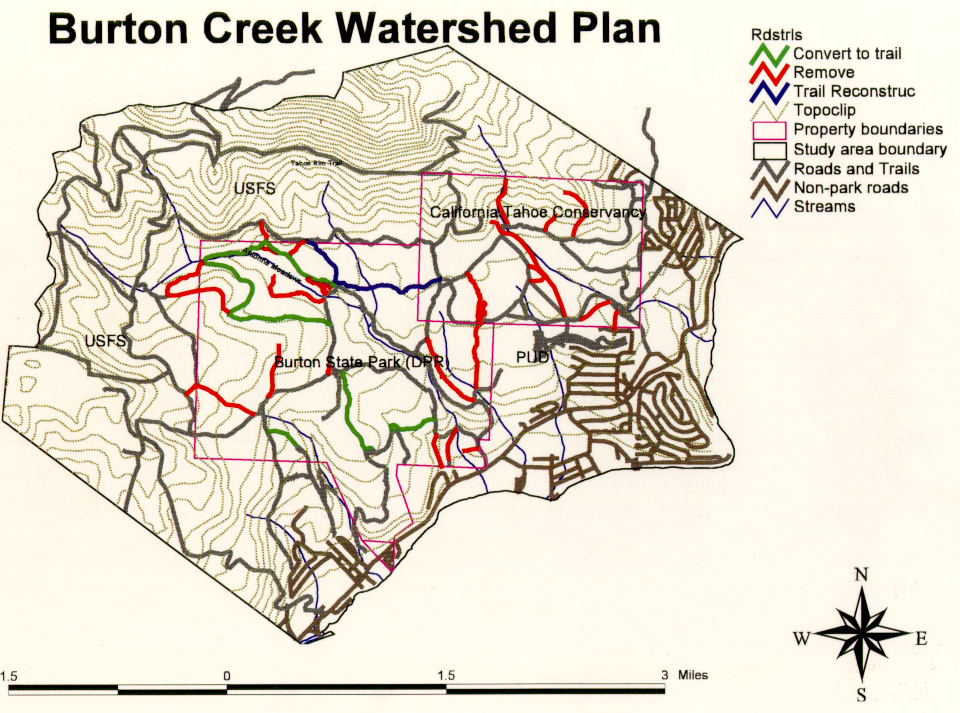 Burton Creek Watershed Plan
Rdstrls
Convert to trail
Remove
Trail Reconstruc
Topoclip
Property boundaries
Study area boundary
Roads and Trails
Non-park roads
Streams
Tahoe Rim Trail
USFS
California Tahoe Conservancy
Antone Meadows
USFS
Burton State Park (DPR)
PUD
N
W
E
S
1.5
0
1.5
3
Miles